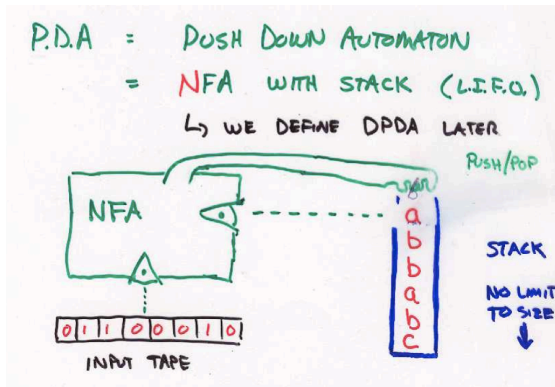 P.D.A = PUSH DOWN AUTOMATON
= NFA WITH STACK (L.I.F.O.)
↳ WE DEFINE DPDA LATER
PUSH/POP
NFA
a
b
b
a
b
c
STACK
NO LIMIT
TO SIZE
0 1 1 0 0 0 1 0
INPUT TAPE